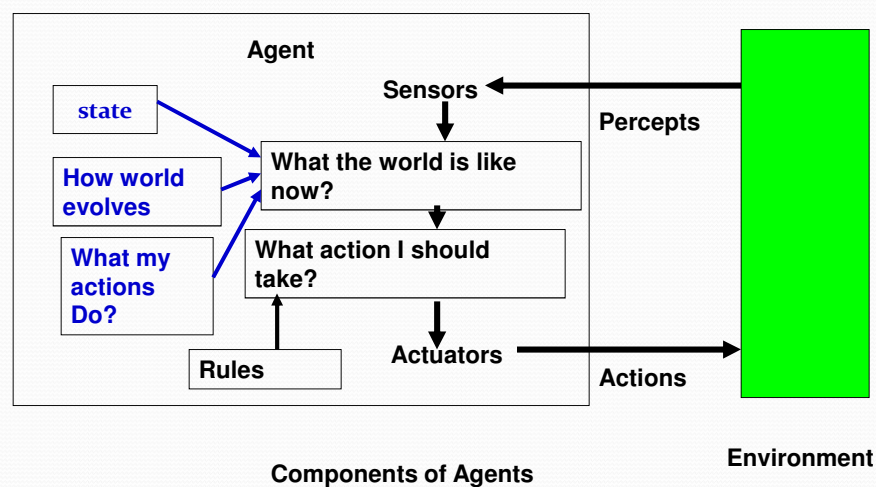 Agent
Sensors
Percepts
state
What the world is like
now?
How world
evolves
What my
actions
Do?
What action I should
take?
Rules
Actuators
Actions
Environment
Components of Agents